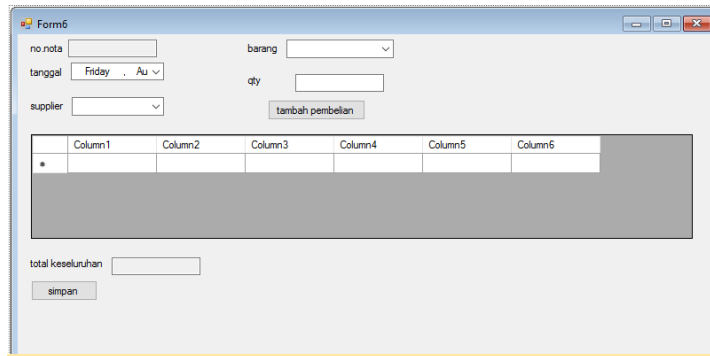 Form6
no.nota
barang
tanggal Friday , Au
qty
supplier
tambah pembelian
Column1 Column2 Column3 Column4 Column5 Column6
total keseluruhan
simpan